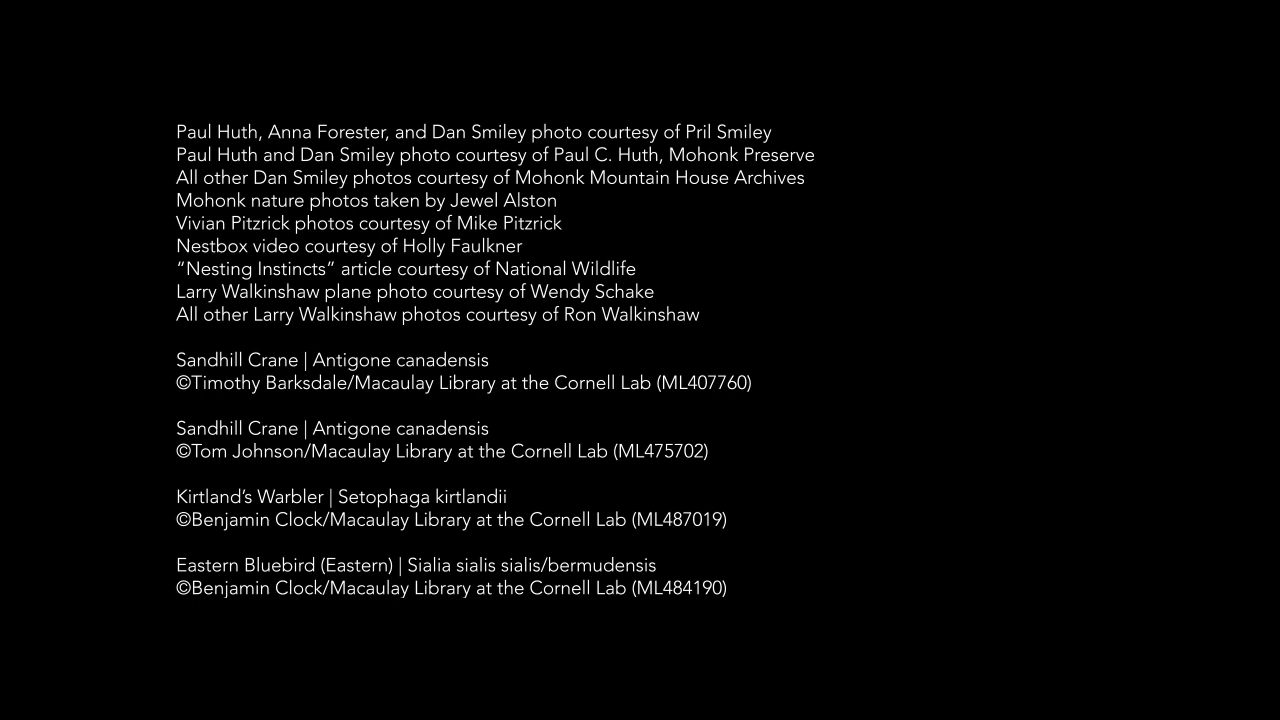 Paul Huth, Anna Forester, and Dan Smiley photo courtesy of Pril Smiley
Paul Huth and Dan Smiley photo courtesy of Paul C. Huth, Mohonk Preserve
All other Dan Smiley photos courtesy of Mohonk Mountain House Archives
Mohonk nature photos taken by Jewel Alston
Vivian Pitzrick photos courtesy of Mike Pitzrick
Nestbox video courtesy of Holly Faulkner
“Nesting Instincts” article courtesy of National Wildlife
Larry Walkinshaw plane photo courtesy of Wendy Schake
All other Larry Walkinshaw photos courtesy of Ron Walkinshaw
Sandhill Crane | Antigone canadensis
©Timothy Barksdale/Macaulay Library at the Cornell Lab (ML407760)
Sandhill Crane | Antigone canadensis
©Tom Johnson/Macaulay Library at the Cornell Lab (ML475702)
Kirtland’s Warbler | Setophaga kirtlandii
©Benjamin Clock/Macaulay Library at the Cornell Lab (ML487019)
Eastern Bluebird (Eastern) | Sialia sialis sialis/bermudensis
©Benjamin Clock/Macaulay Library at the Cornell Lab (ML484190)